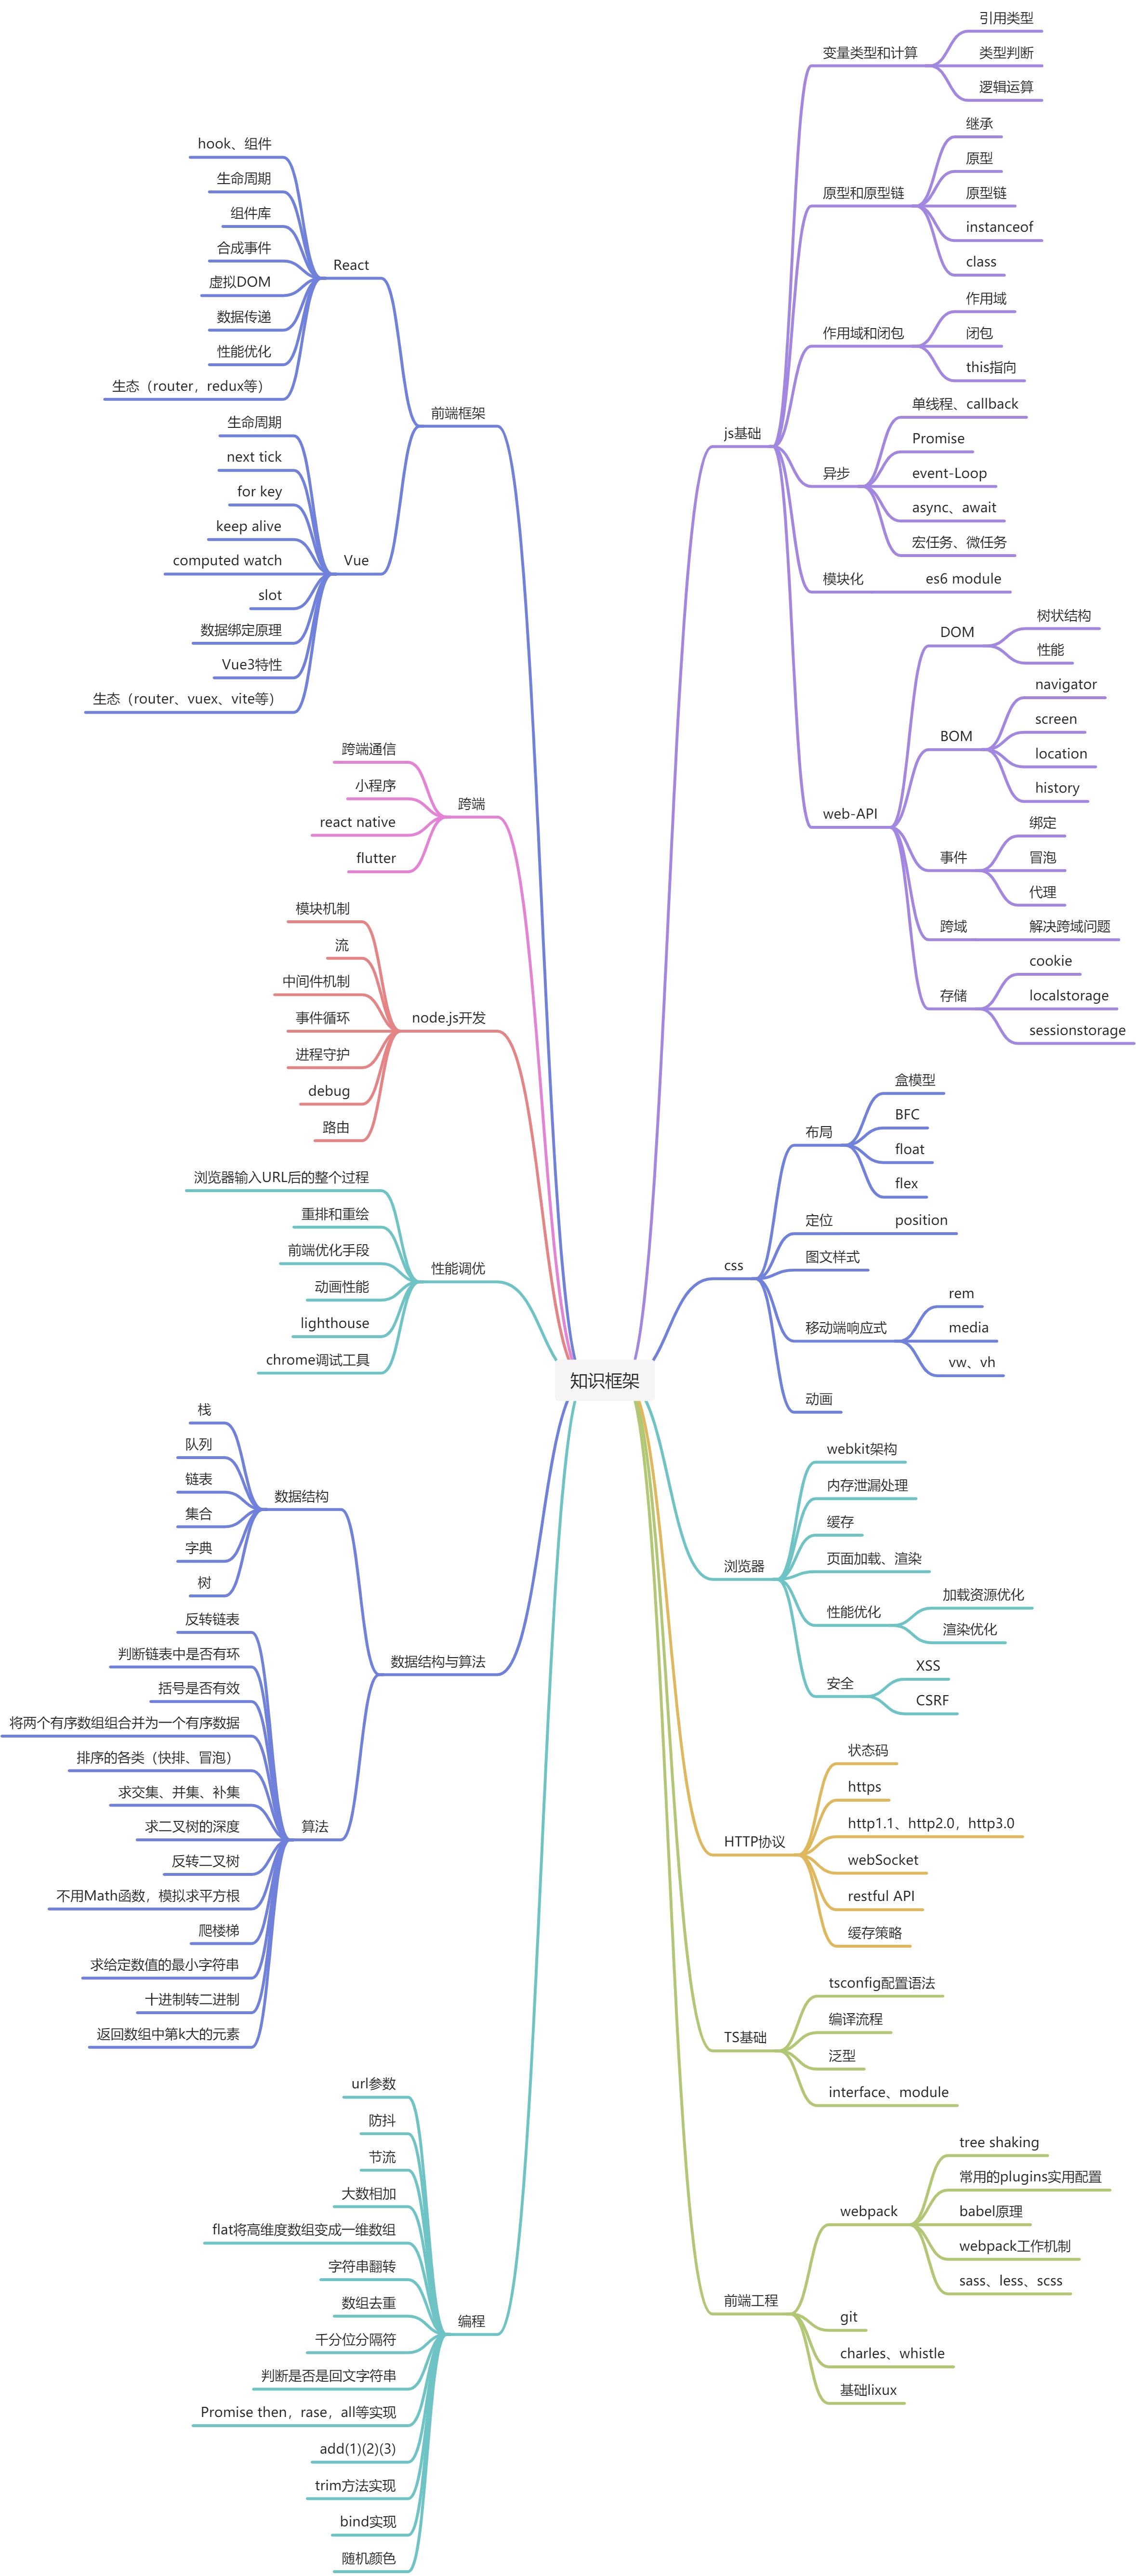 知识框架
js基础
变量类型和计算
引用类型
类型判断
逻辑运算
原型和原型链
继承
原型
原型链
instanceof
class
作用域和闭包
作用域
闭包
this指向
异步
单线程、callback
Promise
event-Loop
async、await
宏任务、微任务
模块化
es6 module
web-API
DOM
树状结构
性能
BOM
navigator
screen
location
history
事件
绑定
冒泡
代理
跨域
解决跨域问题
存储
cookie
localstorage
sessionstorage
css
布局
盒模型
BFC
float
flex
定位
position
图文样式
移动端响应式
rem
media
vw、vh
动画
浏览器
webkit架构
内存泄漏处理
缓存
页面加载、渲染
性能优化
加载资源优化
渲染优化
安全
XSS
CSRF
HTTP协议
状态码
https
http1.1、http2.0，http3.0
webSocket
restful API
缓存策略
TS基础
tsconfig配置语法
编译流程
泛型
interface、module
前端工程
webpack
tree shaking
常用的plugins实用配置
babel原理
webpack工作机制
sass、less、scss
git
charles、whistle
基础lixux
前端框架
React
hook、组件
生命周期
组件库
合成事件
虚拟DOM
数据传递
性能优化
生态（router，redux等）
Vue
生命周期
next tick
for key
keep alive
computed watch
slot
数据绑定原理
Vue3特性
生态（router、vuex、vite等）
跨端
跨端通信
小程序
react native
flutter
node.js开发
模块机制
流
中间件机制
事件循环
进程守护
debug
路由
性能调优
浏览器输入URL后的整个过程
重排和重绘
前端优化手段
动画性能
lighthouse
chrome调试工具
数据结构与算法
数据结构
栈
队列
链表
集合
字典
树
算法
反转链表
判断链表中是否有环
括号是否有效
将两个有序数组组合并为一个有序数据
排序的各类（快排、冒泡）
求交集、并集、补集
求二叉树的深度
反转二叉树
不用Math函数，模拟求平方根
爬楼梯
求给定数值的最小字符串
十进制转二进制
返回数组中第k大的元素
编程
url参数
防抖
节流
大数相加
flat将高维度数组变成一维数组
字符串翻转
数组去重
千分位分隔符
判断是否是回文字符串
Promise then，rase，all等实现
add(1)(2)(3)
trim方法实现
bind实现
随机颜色